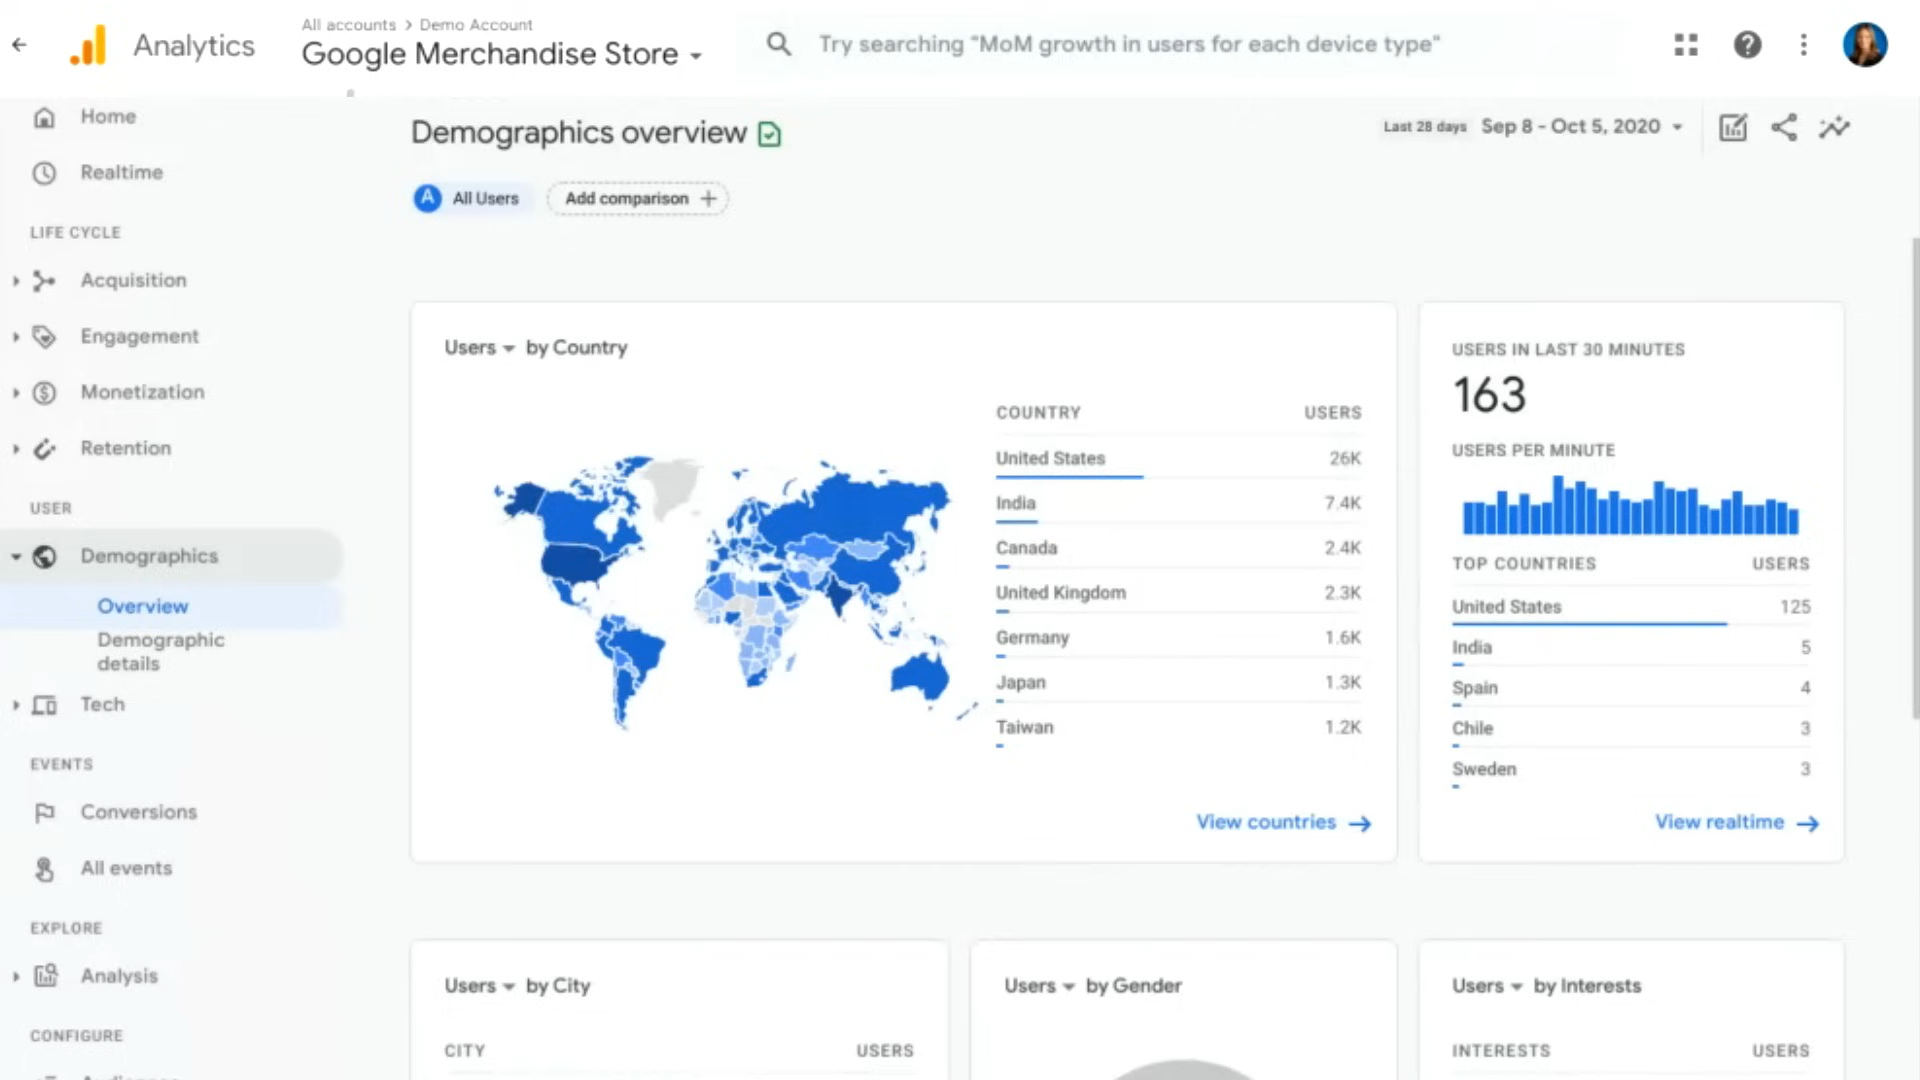 Analytics
All accounts > Demo Account
Google Merchandise Store
Try searching "MoM growth in users for each device type"
Home
Realtime
LIFE CYCLE
Acquisition
Engagement
Monetization
Retention
USER
Demographics
Overview
Demographic
details
Tech
EVENTS
Conversions
All events
EXPLORE
Analysis
CONFIGURE
Demographics overview
Last 28 days Sep 8 - Oct 5, 2020
A All Users
Add comparison +
Users by Country
COUNTRY USERS
United States 26K
India 7.4K
Canada 2.4K
United Kingdom 2.3K
Germany 1.6K
Japan 1.3K
Taiwan 1.2K
View countries
USERS IN LAST 30 MINUTES
163
USERS PER MINUTE
TOP COUNTRIES USERS
United States 125
India 5
Spain 4
Chile 3
Sweden 3
View realtime
Users by City
CITY USERS
Users by Gender
Users by Interests
INTERESTS USERS